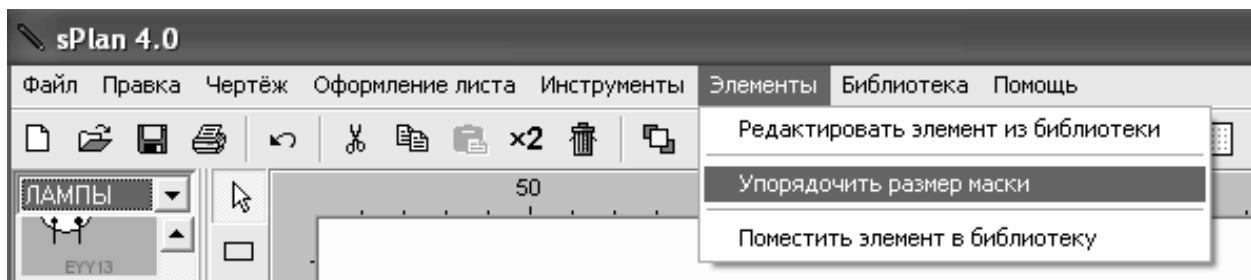 sPlan 4.0
Файл Правка Чертёж Оформление листа Инструменты Элементы Библиотека Помощь
×2
Редактировать элемент из библиотеки
Упорядочить размер маски
Поместить элемент в библиотеку
ЛАМПЫ
50
EYY13